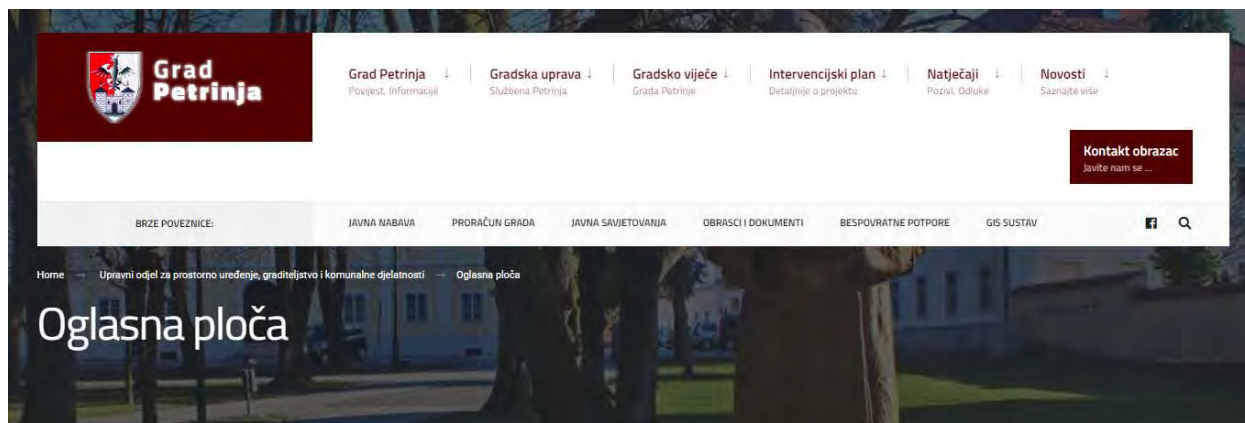 Grad
Petrinja
Grad Petrinja ↓
Povijest, Informacije
Gradska uprava ↓
Službena Petrinja
Gradsko vijeće ↓
Grada Petrinje
Intervencijski plan ↓
Detaljnije o projektu
Natječaji ↓
Pozivi, Odluke
Novosti ↓
Saznajte više
Kontakt obrazac
Javite nam se ...
BRZE POVEZNICE:
JAVNA NABAVA
PRORAČUN GRADA
JAVNA SAVJETOVANJA
OBRASCI I DOKUMENTI
BESPOVRATNE POTPORE
GIS SUSTAV
Home → Upravni odjel za prostorno uređenje, graditeljstvo i komunalne djelatnosti → Oglasna ploča
Oglasna ploča